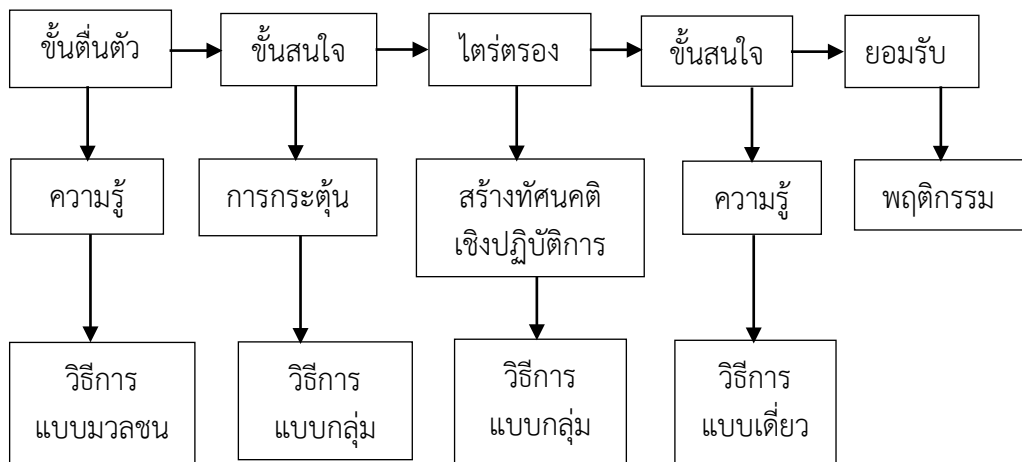 ขั้นตื่นตัว
ขั้นสนใจ
ไตร่ตรอง
ขั้นสนใจ
ยอมรับ
ความรู้
การกระตุ้น
สร้างทัศนคติ
เชิงปฏิบัติการ
ความรู้
พฤติกรรม
วิธีการ
แบบมวลชน
วิธีการ
แบบกลุ่ม
วิธีการ
แบบกลุ่ม
วิธีการ
แบบเดี่ยว